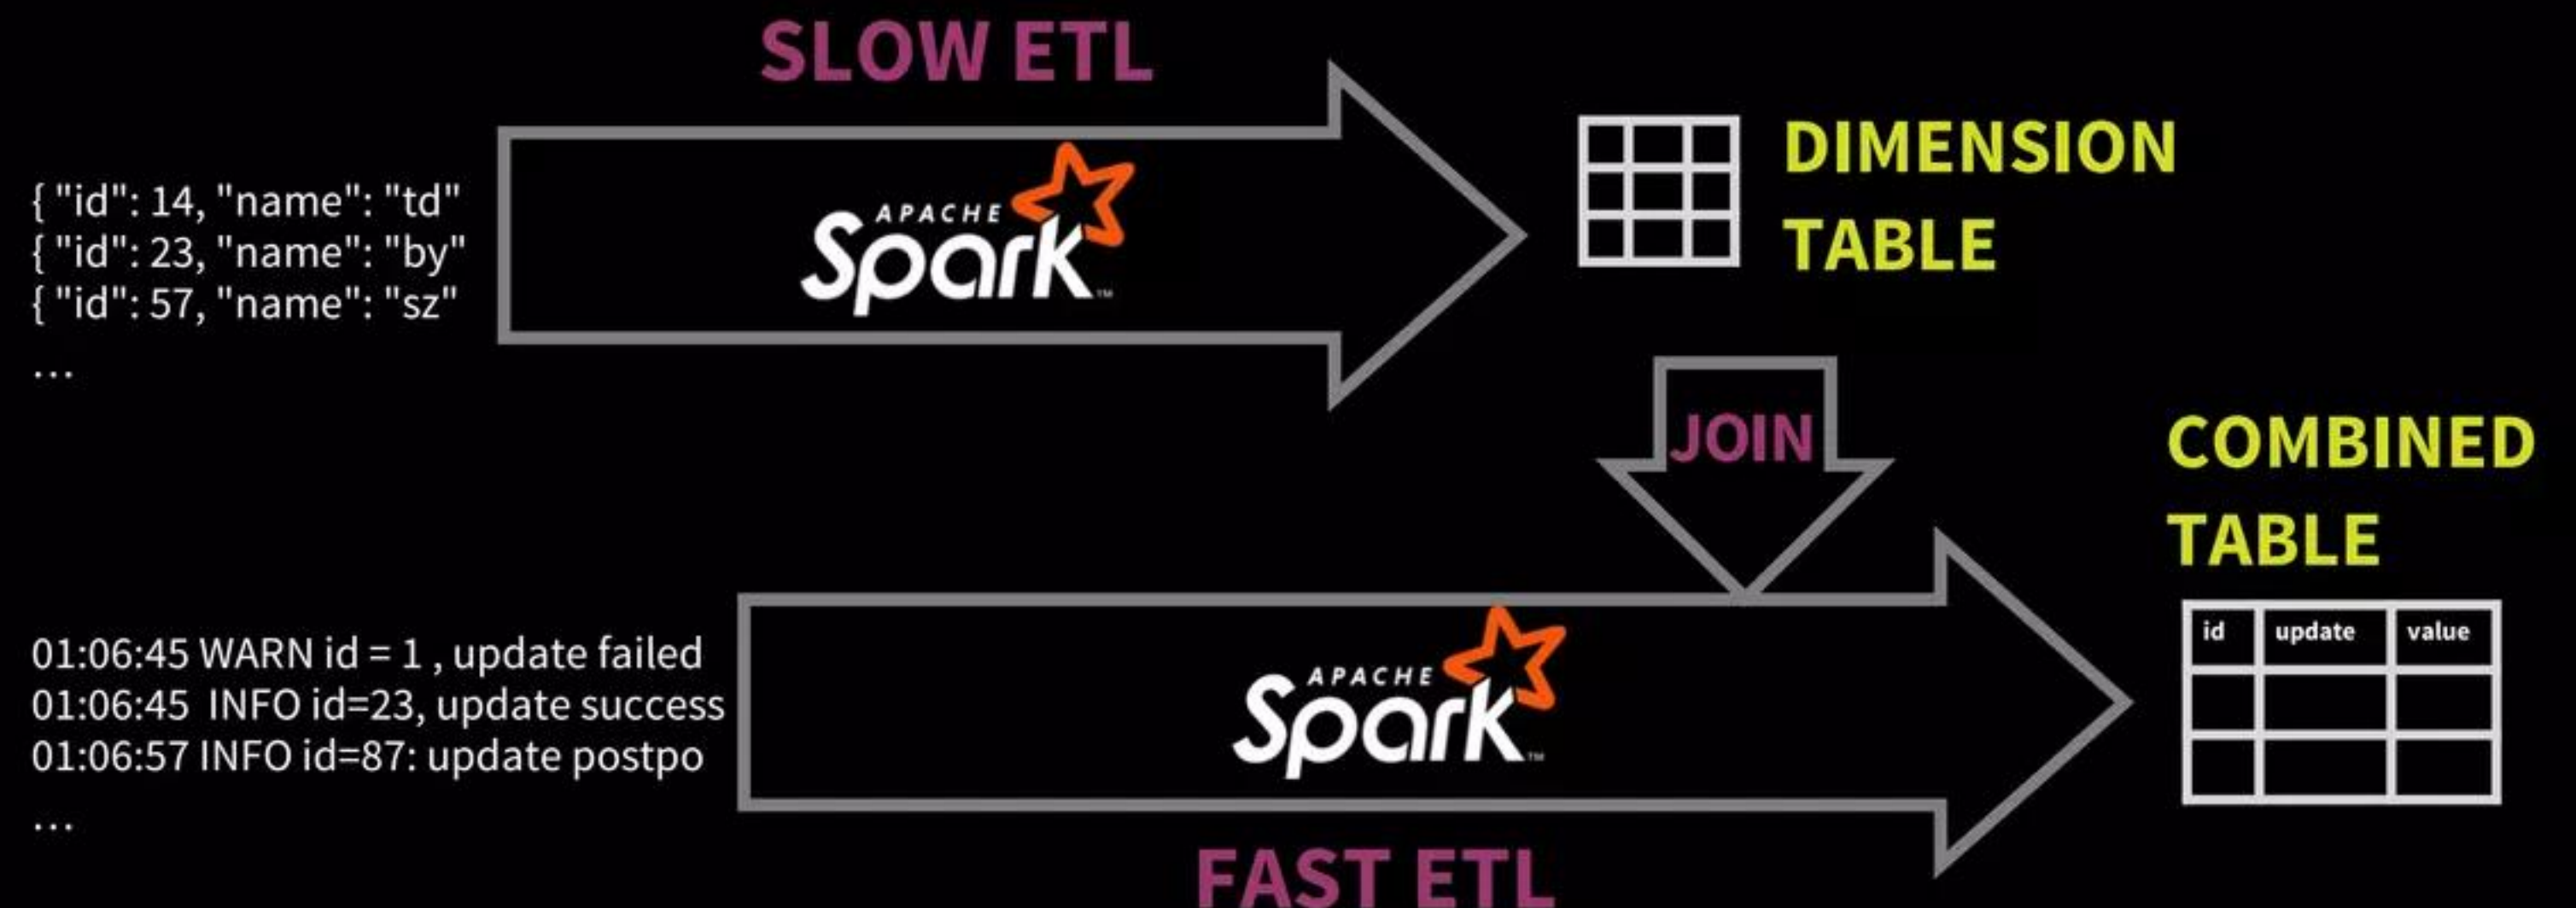 SLOW ETL
{ "id": 14, "name": "td"
{ "id": 23, "name": "by"
{ "id": 57, "name": "sz"
...
APACHE
Spark™
DIMENSION
TABLE
JOIN
COMBINED
TABLE
01:06:45 WARN id = 1 , update failed
01:06:45  INFO id=23, update success
01:06:57 INFO id=87: update postpo
...
APACHE
Spark™
id update value
FAST ETL